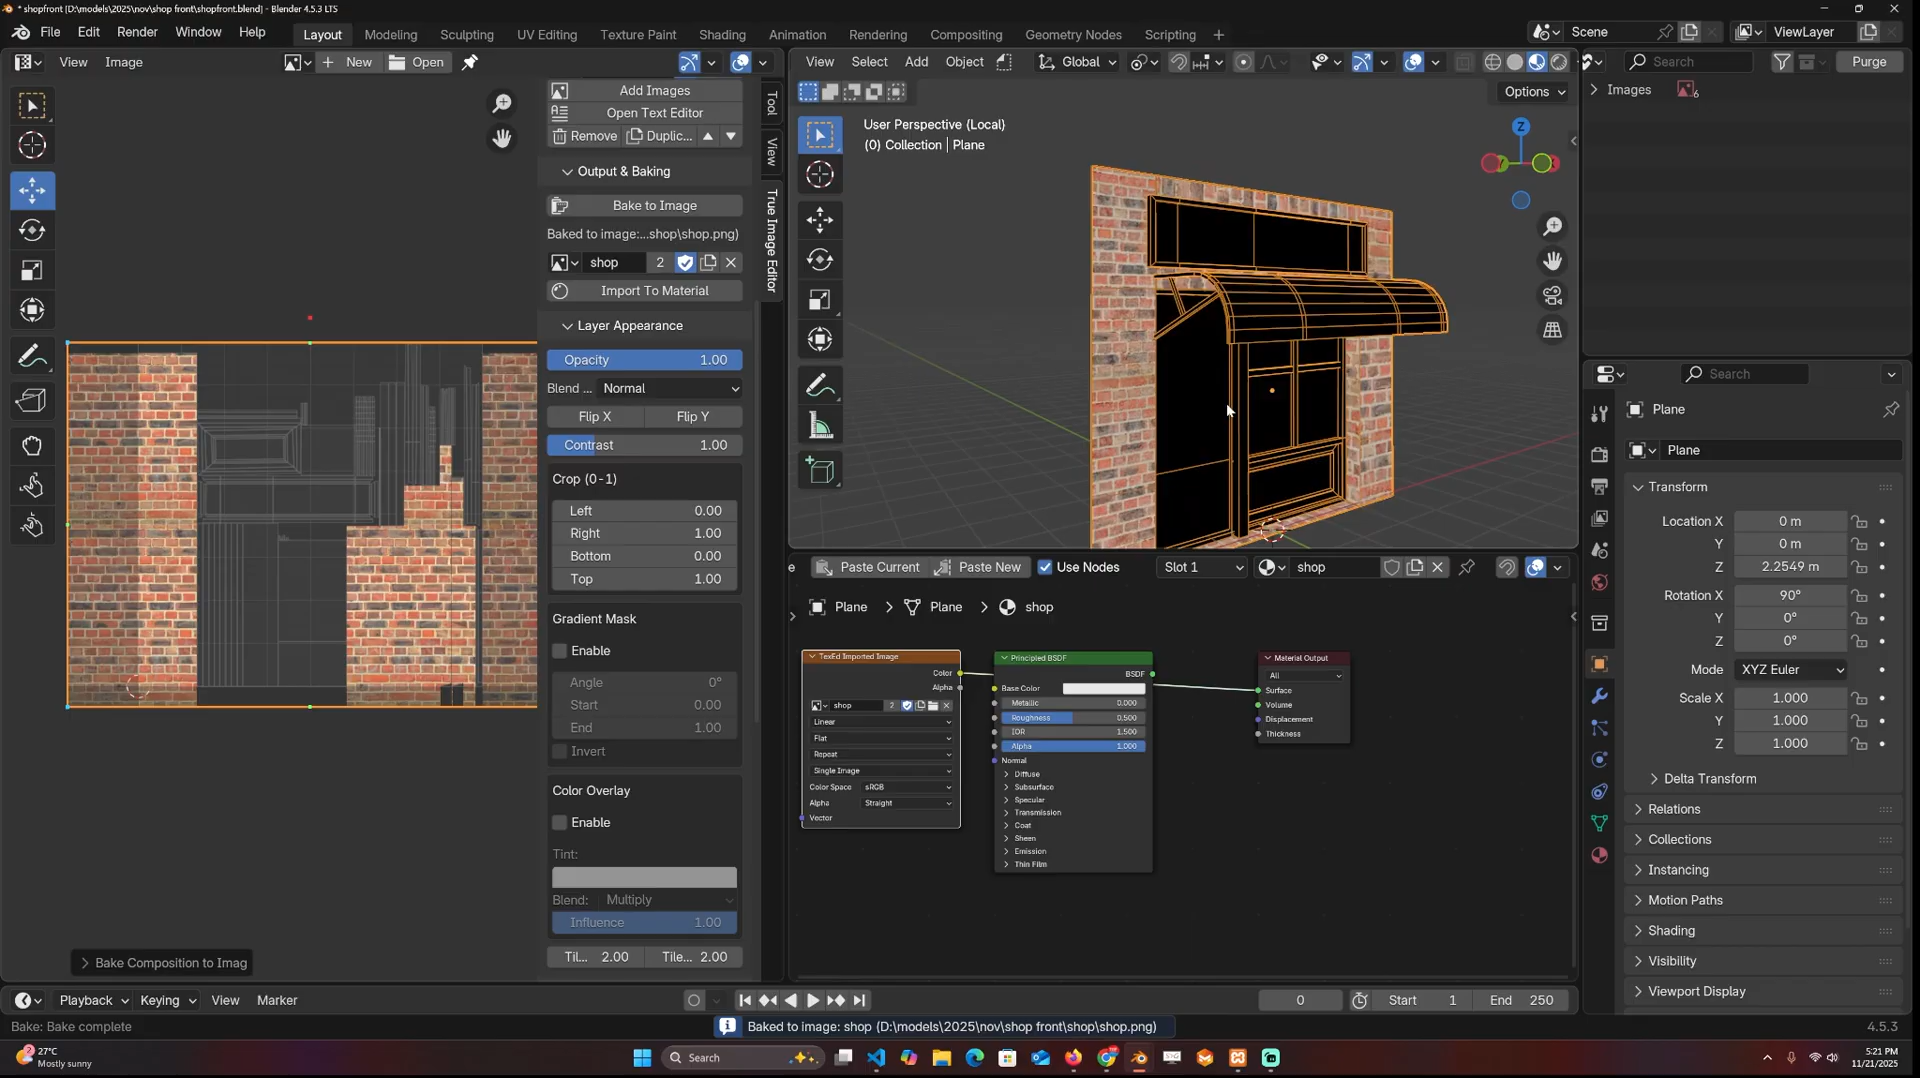 * shopfront [D:\models\2025\nov\shop front\shopfront.blend] - Blender 4.5.3 LTS
File Edit Render Window Help
Layout Modeling Sculpting UV Editing Texture Paint Shading Animation Rendering Compositing Geometry Nodes Scripting +
Scene
ViewLayer
View Image
+ New Open
View Select Add Object
Global
Search
Purge
Options
Images 6
Add Images
Open Text Editor
Remove Duplic...
Output & Baking
Bake to Image
Baked to image:...shop\shop.png)
shop 2
Import To Material
Layer Appearance
Opacity 1.00
Blend ... Normal
Flip X Flip Y
Contrast 1.00
Crop (0-1)
Left 0.00
Right 1.00
Bottom 0.00
Top 1.00
Gradient Mask
Enable
Angle 0°
Start 0.00
End 1.00
Invert
Color Overlay
Enable
Tint:
Blend: Multiply
Influence 1.00
Til... 2.00 Tile... 2.00
Tool
View
True Image Editor
Bake Composition to Imag
User Perspective (Local)
(0) Collection | Plane
Z
e Paste Current Paste New Use Nodes Slot 1 shop
Plane > Plane > shop
TexEd Imported Image
Color
Alpha
shop 2
Linear
Flat
Repeat
Single Image
Color Space sRGB
Alpha Straight
Vector
Principled BSDF
BSDF
Base Color
Metallic 0.000
Roughness 0.500
IOR 1.500
Alpha 1.000
Normal
Diffuse
Subsurface
Specular
Transmission
Coat
Sheen
Emission
Thin Film
Material Output
All
Surface
Volume
Displacement
Thickness
Search
Plane
Plane
Transform
Location X 0 m
Y 0 m
Z 2.2549 m
Rotation X 90°
Y 0°
Z 0°
Mode XYZ Euler
Scale X 1.000
Y 1.000
Z 1.000
Delta Transform
Relations
Collections
Instancing
Motion Paths
Shading
Visibility
Viewport Display
Playback Keying View Marker
0 Start 1 End 250
Bake: Bake complete
Baked to image: shop (D:\models\2025\nov\shop front\shop\shop.png)
4.5.3
27°C
Mostly sunny
Search
5:21 PM
11/21/2025